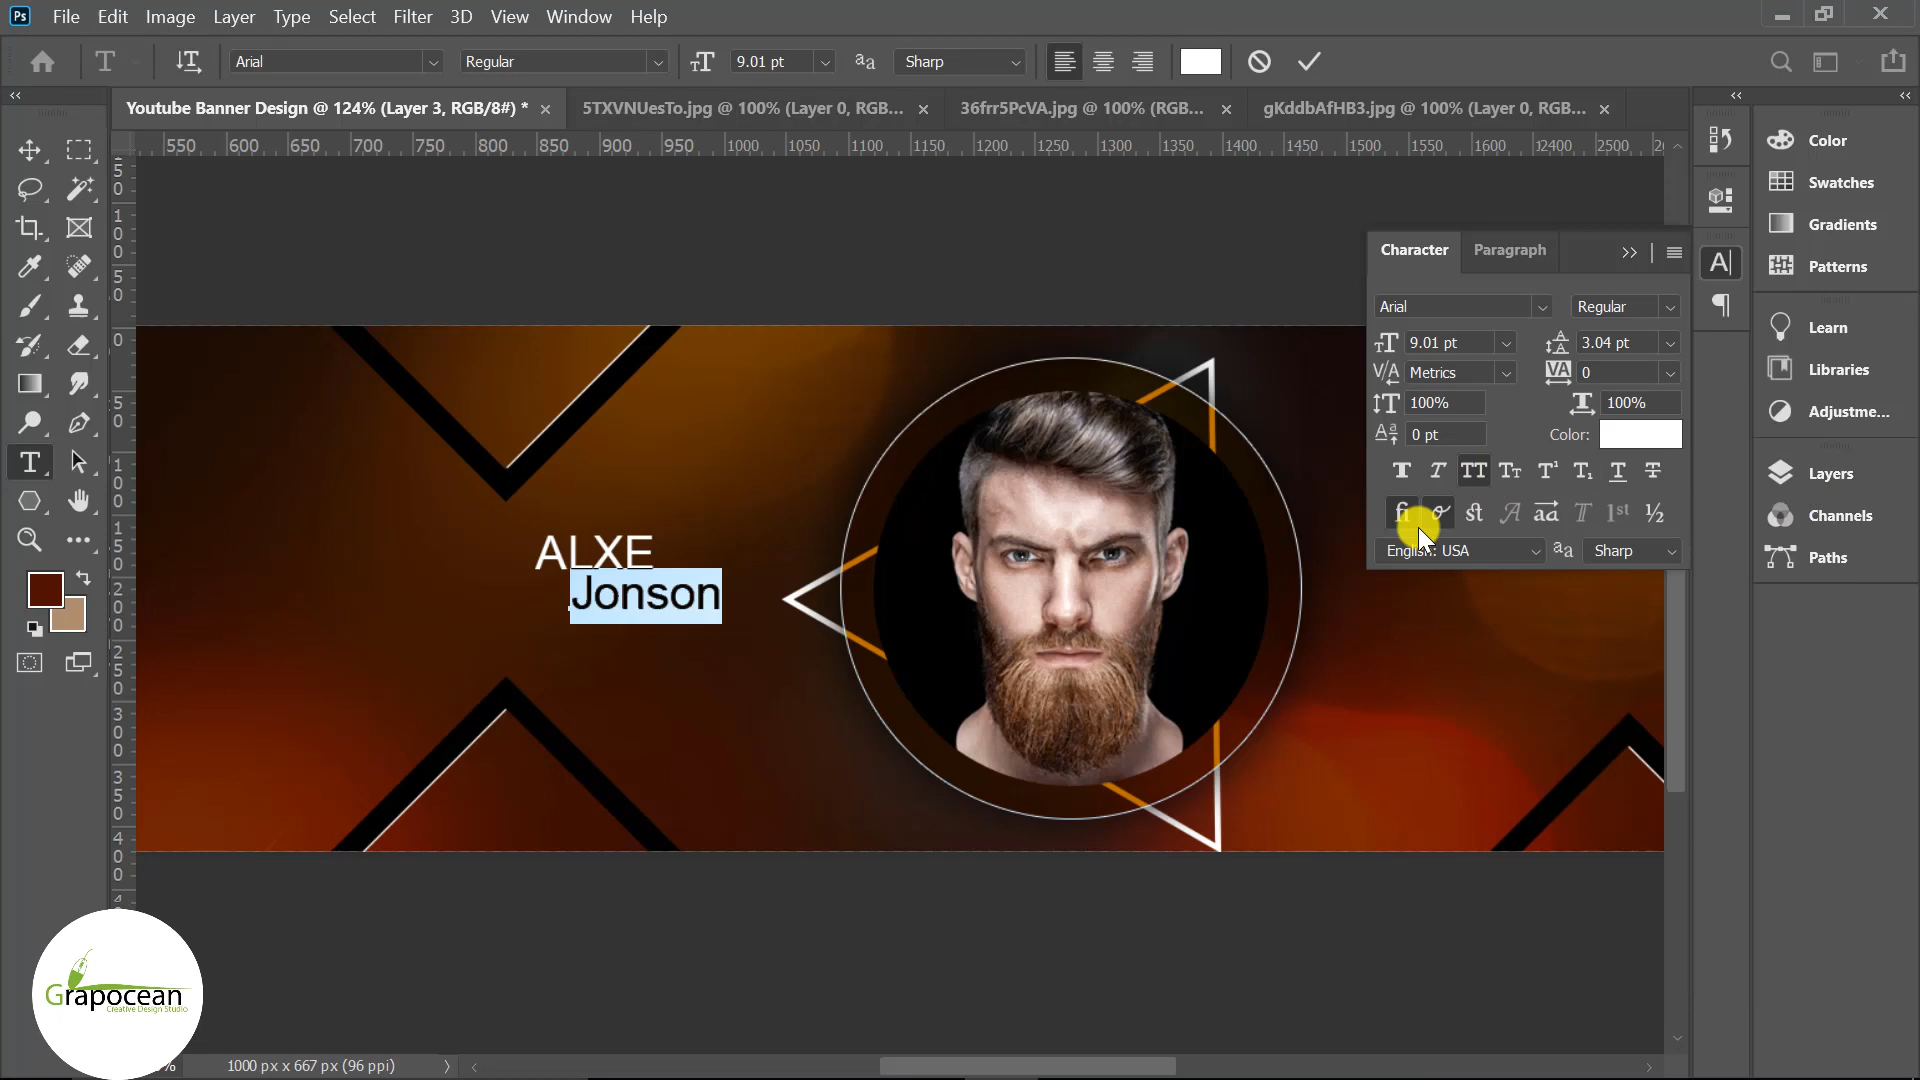 Ps File Edit Image Layer Type Select Filter 3D View Window Help
T Arial Regular 9.01 pt Sharp
Youtube Banner Design @ 124% (Layer 3, RGB/8#) * 5TXVNUesTo.jpg @ 100% (Layer 0, RGB... 36frr5PcVA.jpg @ 100% (RGB... gKddbAfHB3.jpg @ 100% (Layer 0, RGB...
550 600 650 700 750 800 850 900 950 1000 1050 1100 1150 1200 1250 1300 1350 1400 1450 1500 1550
Color
Swatches
Gradients
Patterns
Learn
Libraries
Adjustme...
Layers
Channels
Paths
Character Paragraph
Arial Regular
9.01 pt 3.04 pt
Metrics 0
100% 100%
0 pt Color:
English: USA Sharp
ALXE
Jonson
Grapocean
Creative Design Studio
1000 px x 667 px (96 ppi)